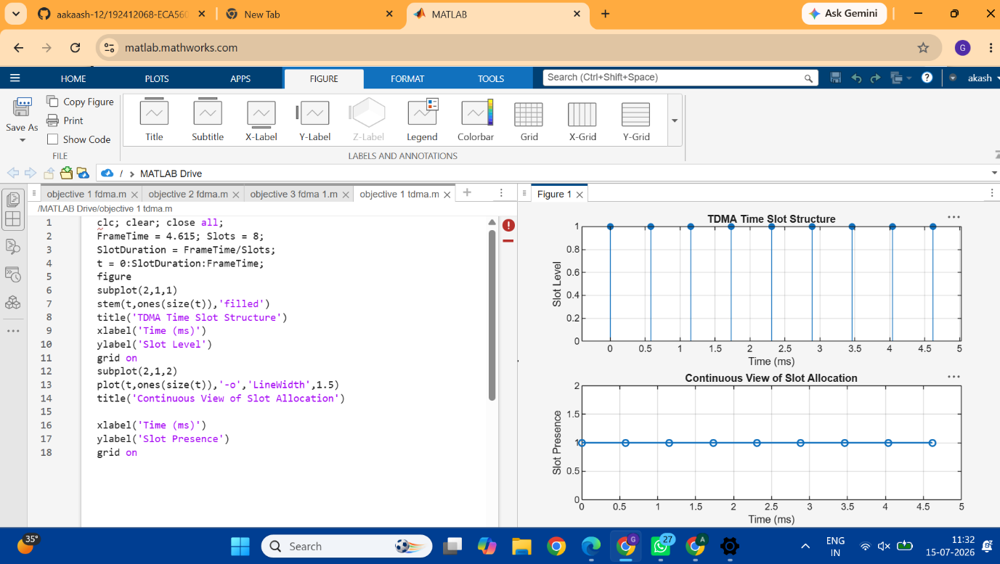 aakaash-12/192412068-ECA560
New Tab
MATLAB
Ask Gemini
matlab.mathworks.com
G
HOME
PLOTS
APPS
FIGURE
FORMAT
TOOLS
Search (Ctrl+Shift+Space)
akash
Save As
Copy Figure
Print
Show Code
FILE
Title
Subtitle
X-Label
Y-Label
Z-Label
Legend
Colorbar
Grid
X-Grid
Y-Grid
LABELS AND ANNOTATIONS
/ > MATLAB Drive
objective 1 fdma.m
objective 2 fdma.m
objective 3 fdma 1.m
objective 1 tdma.m
/MATLAB Drive/objective 1 tdma.m
1 clc; clear; close all;
2 FrameTime = 4.615; Slots = 8;
3 SlotDuration = FrameTime/Slots;
4 t = 0:SlotDuration:FrameTime;
5 figure
6 subplot(2,1,1)
7 stem(t,ones(size(t)),'filled')
8 title('TDMA Time Slot Structure')
9 xlabel('Time (ms)')
10 ylabel('Slot Level')
11 grid on
12 subplot(2,1,2)
13 plot(t,ones(size(t)),'-o','LineWidth',1.5)
14 title('Continuous View of Slot Allocation')
15
16 xlabel('Time (ms)')
17 ylabel('Slot Presence')
18 grid on
Figure 1
TDMA Time Slot Structure
Slot Level
1
0.8
0.6
0.4
0.2
0
0 0.5 1 1.5 2 2.5 3 3.5 4 4.5 5
Time (ms)
Continuous View of Slot Allocation
Slot Presence
2
1.5
1
0.5
0
0 0.5 1 1.5 2 2.5 3 3.5 4 4.5 5
Time (ms)
35°
Search
G
27
A
ENG
IN
11:32
15-07-2026